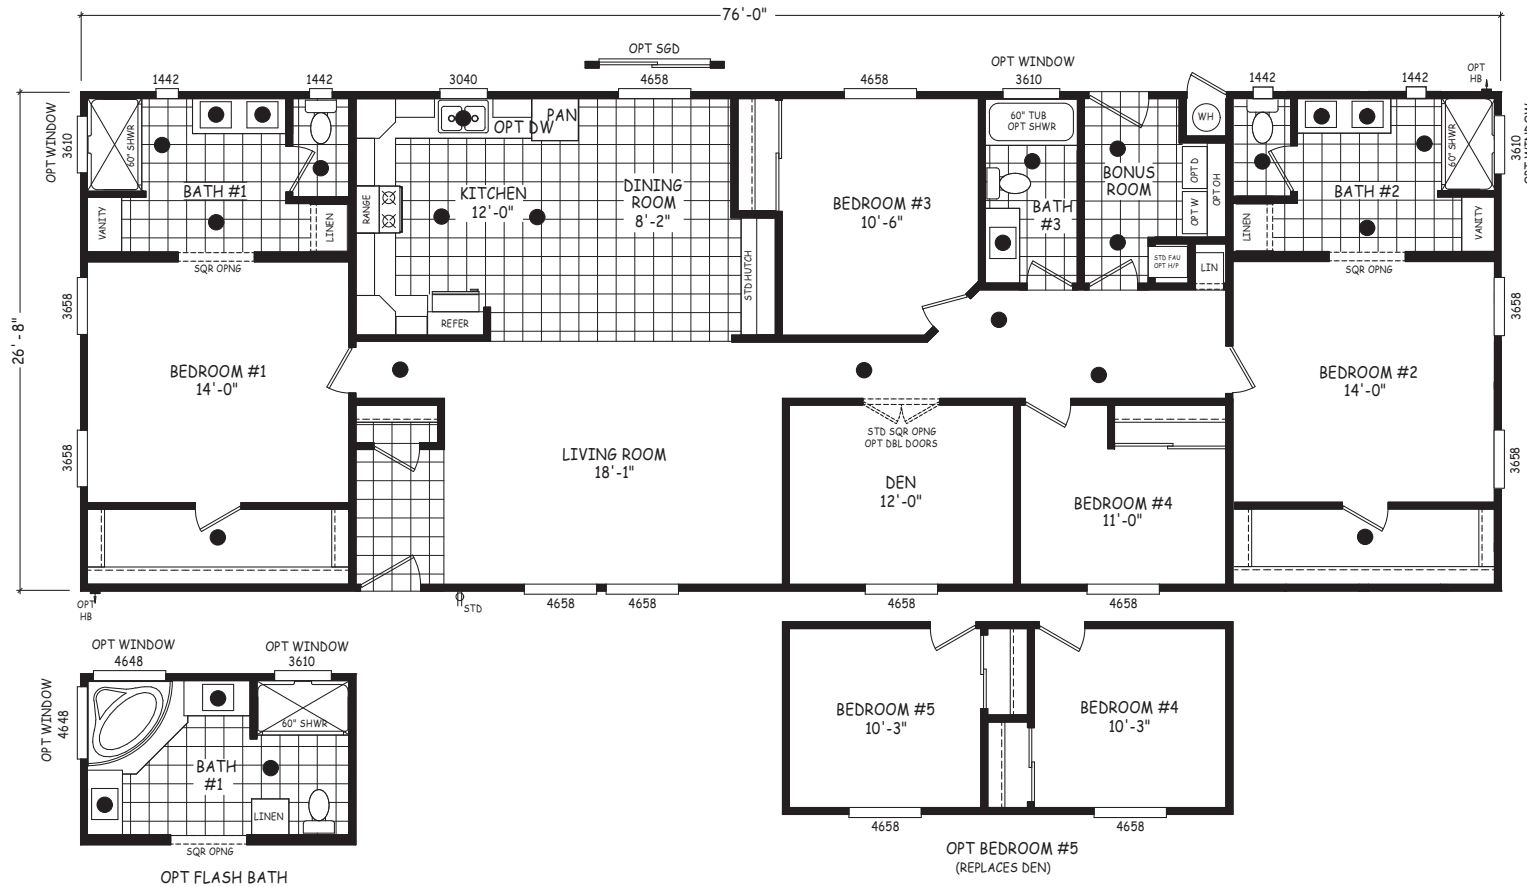 76'-0"
OPT SGD
OPT WINDOW
OPT
HB
1442
1442
3040
4658
4658
3610
1442
1442
OPT WINDOW
3610
60" SHWR
BATH #1
VANITY
LINEN
SQR OPNG
PAN
OPT DW
RANGE
KITCHEN
12'-0"
DINING
ROOM
8'-2"
STD HUTCH
REFER
BEDROOM #3
10'-6"
60" TUB
OPT SHWR
BATH
#3
BONUS
ROOM
WH
OPT D
OPT W
OPT OH
STD FAU
OPT H/P
LIN
LINEN
BATH #2
60" SHWR
VANITY
SQR OPNG
3610
OPT WINDOW
26'-8"
3658
3658
BEDROOM #1
14'-0"
LIVING ROOM
18'-1"
STD SQR OPNG
OPT DBL DOORS
DEN
12'-0"
BEDROOM #4
11'-0"
BEDROOM #2
14'-0"
3658
3658
OPT
HB
STD
4658
4658
4658
4658
OPT WINDOW
4648
OPT WINDOW
3610
OPT WINDOW
4648
60" SHWR
BATH
#1
LINEN
SQR OPNG
OPT FLASH BATH
BEDROOM #5
10'-3"
BEDROOM #4
10'-3"
4658
4658
OPT BEDROOM #5
(REPLACES DEN)